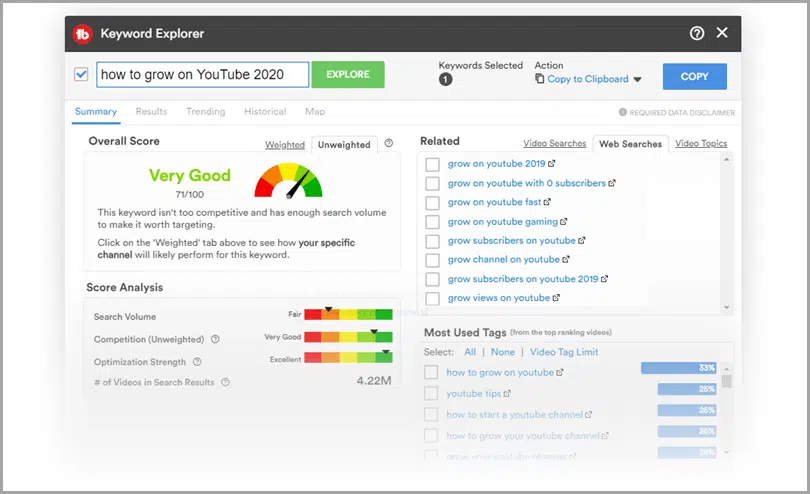 Keyword Explorer
how to grow on YouTube 2020
EXPLORE
Keywords Selected
1
Action
Copy to Clipboard
COPY
Summary
Results
Trending
Historical
Map
REQUIRED DATA DISCLAIMER
Overall Score
Weighted
Unweighted
Very Good
71/100
This keyword isn't too competitive and has enough search volume
to make it worth targeting.
Click on the 'Weighted' tab above to see how your specific
channel will likely perform for this keyword.
Score Analysis
Search Volume
Fair
Competition (Unweighted)
Very Good
Optimization Strength
Excellent
# of Videos in Search Results
4.22M
Related
Video Searches
Web Searches
Video Topics
grow on youtube 2019
grow on youtube with 0 subscribers
grow on youtube fast
grow on youtube gaming
grow subscribers on youtube
grow channel on youtube
grow subscribers on youtube 2019
grow views on youtube
Most Used Tags (from the top ranking videos)
Select: All | None | Video Tag Limit
how to grow on youtube
33%
youtube tips
how to start a youtube channel
how to grow your youtube channel
grow your youtube channel